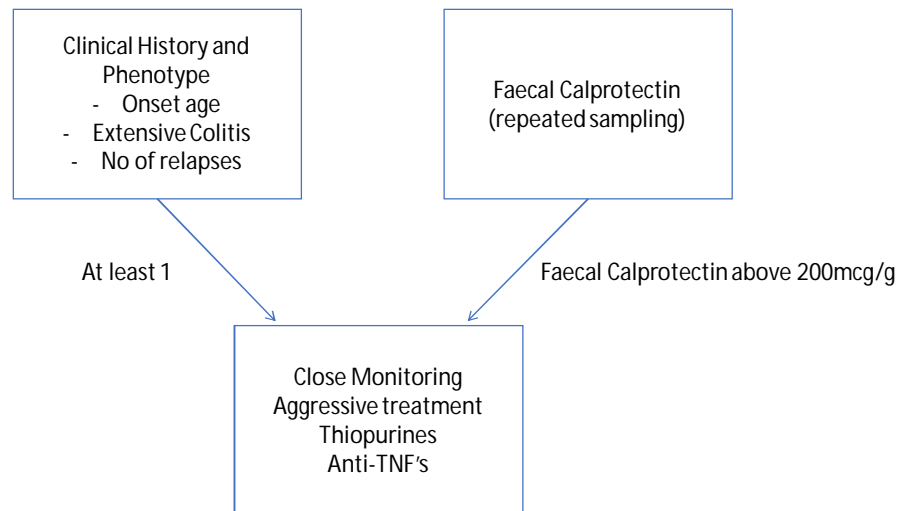 Clinical History and
Phenotype
- Onset age
- Extensive Colitis
- No of relapses
Faecal Calprotectin
(repeated sampling)
At least 1
Faecal Calprotectin above 200mcg/g
Close Monitoring
Aggressive treatment
Thiopurines
Anti-TNF's